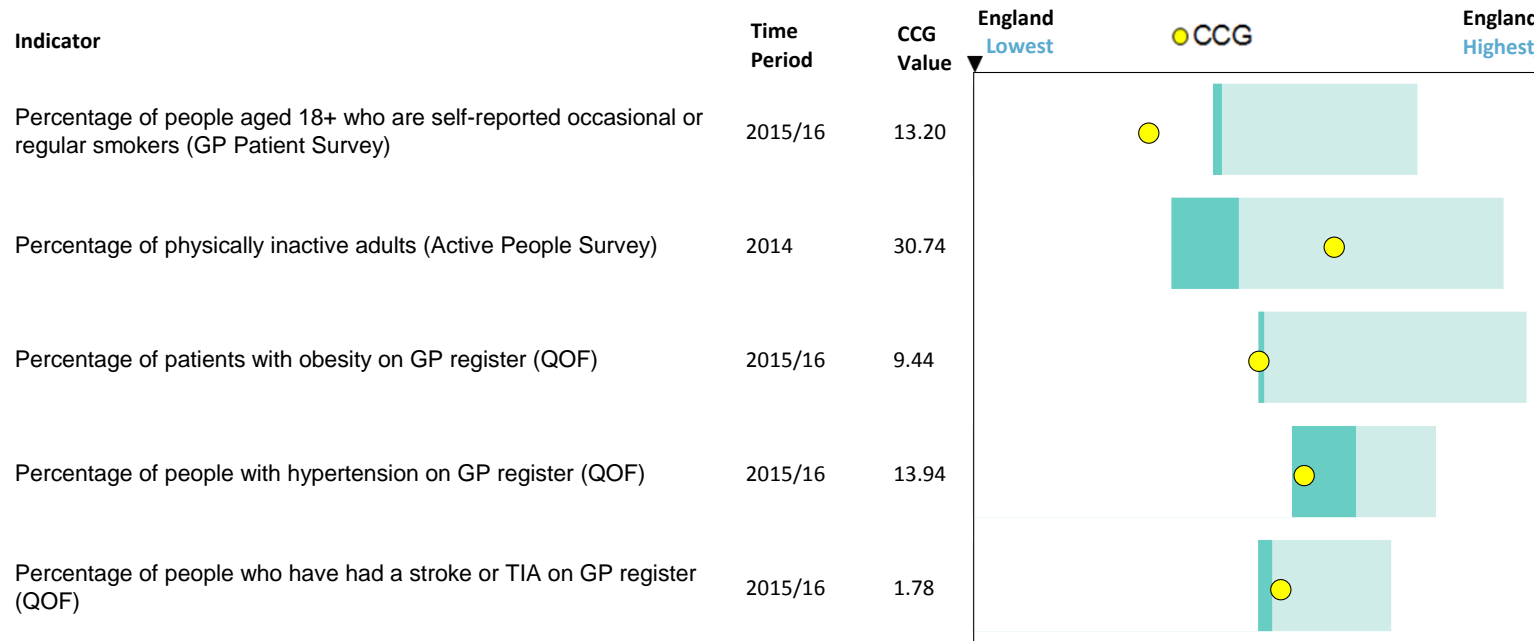 Indicator
Time Period
CCG Value
England Lowest
CCG
England Highest
Percentage of people aged 18+ who are self-reported occasional or
regular smokers (GP Patient Survey)
2015/16
13.20
Percentage of physically inactive adults (Active People Survey)
2014
30.74
Percentage of patients with obesity on GP register (QOF)
2015/16
9.44
Percentage of people with hypertension on GP register (QOF)
2015/16
13.94
Percentage of people who have had a stroke or TIA on GP register
(QOF)
2015/16
1.78